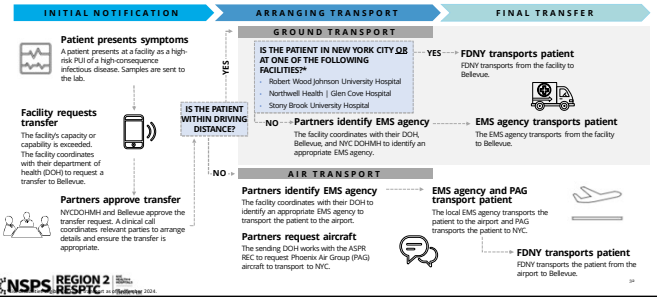 INITIAL NOTIFICATION
ARRANGING TRANSPORT
FINAL TRANSFER
Patient presents symptoms
A patient presents at a facility as a high-
risk PUI of a high-consequence
infectious disease. Samples are sent to
the lab.
Facility requests
transfer
The facility's capacity or
capability is exceeded.
The facility coordinates
with their department of
health (DOH) to request a
transfer to Bellevue.
Partners approve transfer
NYCDOHMH and Bellevue approve the
transfer request. A clinical call
coordinates relevant parties to arrange
details and ensure the transfer is
appropriate.
IS THE PATIENT
WITHIN DRIVING
DISTANCE?
YES
NO
GROUND TRANSPORT
IS THE PATIENT IN NEW YORK CITY OR
AT ONE OF THE FOLLOWING
FACILITIES?*
· Robert Wood Johnson University Hospital
· Northwell Health | Glen Cove Hospital
· Stony Brook University Hospital
YES
FDNY transports patient
FDNY transports from the facility to
Bellevue.
NO
Partners identify EMS agency
The facility coordinates with their DOH,
Bellevue, and NYC DOHMH to identify an
appropriate EMS agency.
EMS agency transports patient
The EMS agency transports from the facility
to Bellevue.
AIR TRANSPORT
Partners identify EMS agency
The facility coordinates with their DOH to
identify an appropriate EMS agency to
transport the patient to the airport.
Partners request aircraft
The sending DOH works with the ASPR
REC to request Phoenix Air Group (PAG)
aircraft to transport to NYC.
EMS agency and PAG
transport patient
The local EMS agency transports the
patient to the airport and PAG
transports the patient to NYC.
FDNY transports patient
FDNY transports the patient from the
airport to Bellevue.
NSPS
REGION 2
RESPTC
2024.